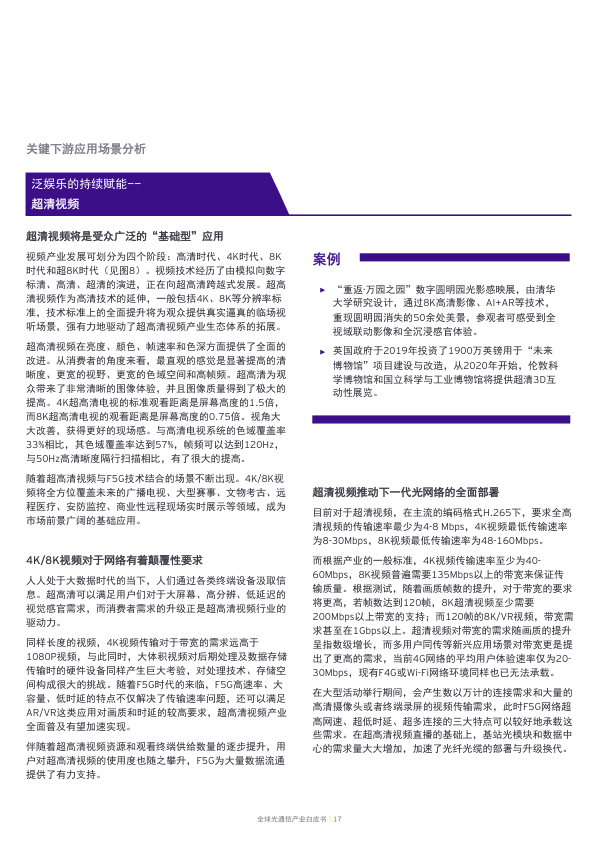 关键下游应用场景分析
泛娱乐的持续赋能——
超清视频
超清视频将是受众广泛的“基础型”应用
视频产业发展可划分为四个阶段：高清时代、4K时代、8K
时代和超8K时代（见图8）。视频技术经历了由模拟向数字
标清、高清、超清的演进，正在向超高清跨越式发展。超高
清视频作为高清技术的延伸，一般包括4K、8K等分辨率标
准，技术标准上的全面提升将为观众提供真实逼真的临场视
听场景，强有力地驱动了超高清视频产业生态体系的拓展。
超高清视频在亮度、颜色、帧速率和色深方面提供了全面的
改进。从消费者的角度来看，最直观的感觉是显著提高的清
晰度、更宽的视野、更宽的色域空间和高帧频。超高清为观
众带来了非常清晰的图像体验，并且图像质量得到了极大的
提高。4K超高清电视的标准观看距离是屏幕高度的1.5倍，
而8K超高清电视的观看距离是屏幕高度的0.75倍。视角大
大改善，获得更好的现场感。与高清电视系统的色域覆盖率
33%相比，其色域覆盖率达到57%，帧频可以达到120Hz，
与50Hz高清晰度隔行扫描相比，有了很大的提高。
随着超高清视频与F5G技术结合的场景不断出现。4K/8K视
频将全方位覆盖未来的广播电视、大型赛事、文物考古、远
程医疗、安防监控、商业性远程现场实时展示等领域，成为
市场前景广阔的基础应用。
4K/8K视频对于网络有着颠覆性要求
人人处于大数据时代的当下，人们通过各类终端设备汲取信
息。超高清可以满足用户们对于大屏幕、高分辨、低延迟的
视觉感官需求，而消费者需求的升级正是超高清视频行业的
驱动力。
同样长度的视频，4K视频传输对于带宽的需求远高于
1080P视频，与此同时，大体积视频对后期处理及数据存储
传输时的硬件设备同样产生巨大考验，对处理技术、存储空
间构成很大的挑战。随着F5G时代的来临，F5G高速率、大
容量、低时延的特点不仅解决了传输速率问题，还可以满足
AR/VR这类应用对画质和时延的较高要求，超高清视频产业
全面普及有望加速实现。
伴随着超高清视频资源和观看终端供给数量的逐步提升，用
户对超高清视频的使用度也随之攀升，F5G为大量数据流通
提供了有力支持。
案例
► “重返·万园之园”数字圆明园光影感映展，由清华
大学研究设计，通过8K高清影像、AI+AR等技术，
重现圆明园消失的50余处美景，参观者可感受到全
视域联动影像和全沉浸感官体验。
► 英国政府于2019年投资了1900万英镑用于“未来
博物馆”项目建设与改造，从2020年开始，伦敦科
学博物馆和国立科学与工业博物馆将提供超清3D互
动性展览。
超清视频推动下一代光网络的全面部署
目前对于超清视频，在主流的编码格式H.265下，要求全高
清视频的传输速率最少为4-8 Mbps，4K视频最低传输速率
为8-30Mbps，8K视频最低传输速率为48-160Mbps。
而根据产业的一般标准，4K视频传输速率至少为40-
60Mbps，8K视频普遍需要135Mbps以上的带宽来保证传
输质量。根据测试，随着画质帧数的提升，对于带宽的要求
将更高，若帧数达到120帧，8K超清视频至少需要
200Mbps以上带宽的支持；而120帧的8K/VR视频，带宽需
求甚至在1Gbps以上。超清视频对带宽的需求随画质的提升
呈指数级增长，而多用户同传等新兴应用场景对带宽更是提
出了更高的需求，当前4G网络的平均用户体验速率仅为20-
30Mbps，现有F4G或Wi-Fi网络环境同样也已无法承载。
在大型活动举行期间，会产生数以万计的连接需求和大量的
高清摄像头或者终端录屏的视频传输需求，此时F5G网络超
高网速、超低时延、超多连接的三大特点可以较好地承载这
些需求。在超高清视频直播的基础上，基站光模块和数据中
心的需求量大大增加，加速了光纤光缆的部署与升级换代。
全球光通信产业白皮书 | 17